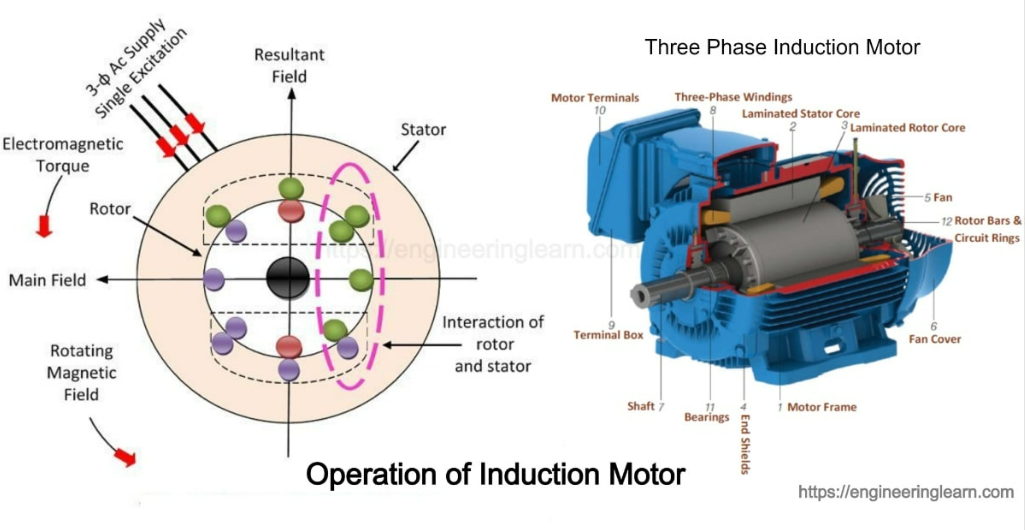 3-ф Ac Supply
Single Excitation
Resultant
Field
Stator
Electromagnetic
Torque
Rotor
Main Field
Interaction of
rotor
and stator
Rotating
Magnetic
Field
https://engineeringlearn.com
Three Phase Induction Motor
Motor Terminals
10
Three-Phase Windings
8
Laminated Stator Core
2
3 Laminated Rotor Core
5 Fan
12 Rotor Bars &
Circuit Rings
9
Terminal Box
6
Fan Cover
Shaft 7
11
Bearings
4
End Shields
1 Motor Frame
Operation of Induction Motor
https://engineeringlearn.com